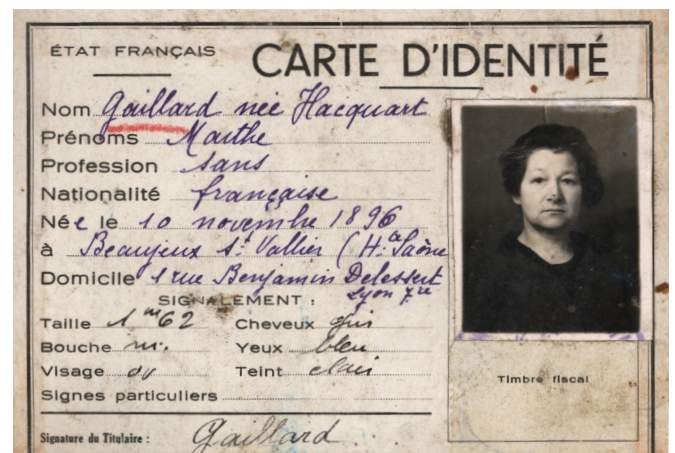 ÉTAT FRANÇAIS
CARTE D'IDENTITÉ
Nom Gaillard née Hacquart
Prénoms Marthe
Profession sans
Nationalité française
Née le 10 novembre 1896
à Beaujeux St Vallier (Hte Saône
Domicile 1 rue Benjamin Delessert
Lyon 7re
SIGNALEMENT :
Taille 1m62 Cheveux gris
Bouche m. Yeux bleu
Visage ov Teint clair
Signes particuliers
Timbre fiscal
Signature du Titulaire : Gaillard